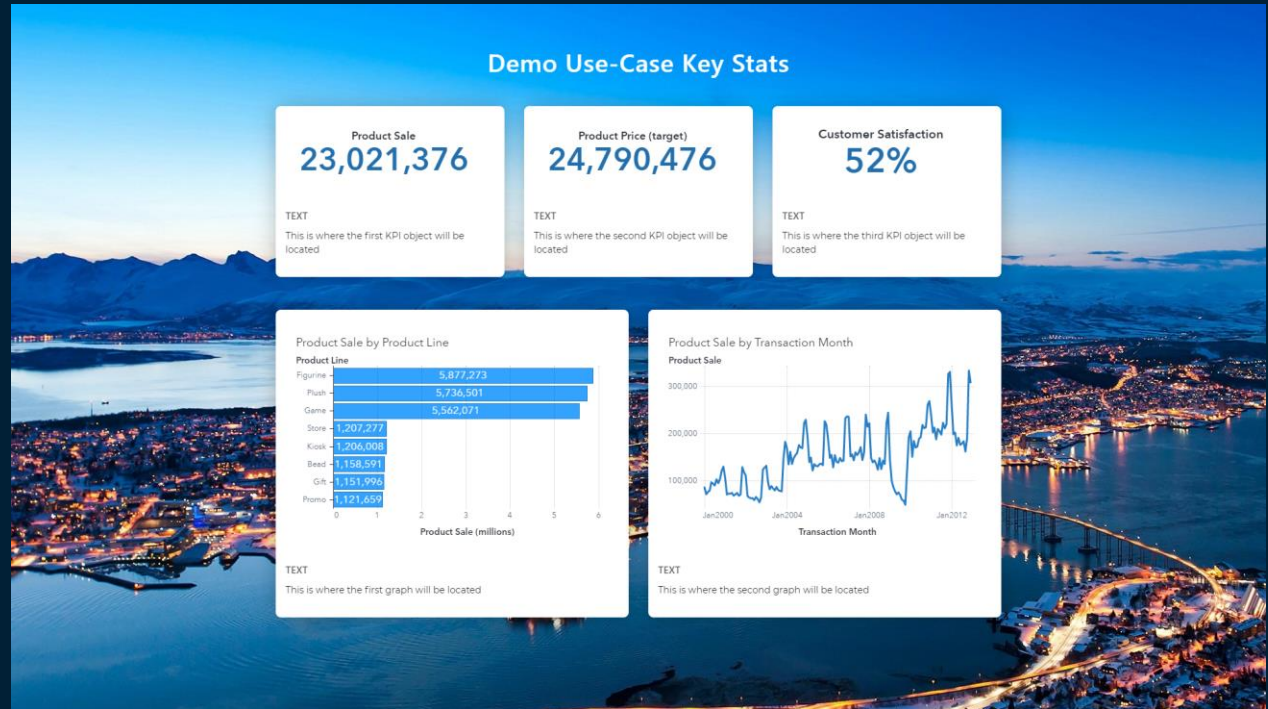 Demo Use-Case Key Stats
Product Sale
23,021,376
TEXT
This is where the first KPI object will be
located
Product Price (target)
24,790,476
TEXT
This is where the second KPI object will be
located
Customer Satisfaction
52%
TEXT
This is where the third KPI object will be
located
Product Sale by Product Line
Product Line
Figurine 5,877,273
Plush 5,736,501
Game 5,562,071
Store 1,207,277
Kiosk 1,206,008
Bead 1,158,591
Gift 1,151,996
Promo 1,121,659
0 1 2 3 4 5 6
Product Sale (millions)
TEXT
This is where the first graph will be located
Product Sale by Transaction Month
Product Sale
300,000
200,000
100,000
Jan2000 Jan2004 Jan2008 Jan2012
Transaction Month
TEXT
This is where the second graph will be located